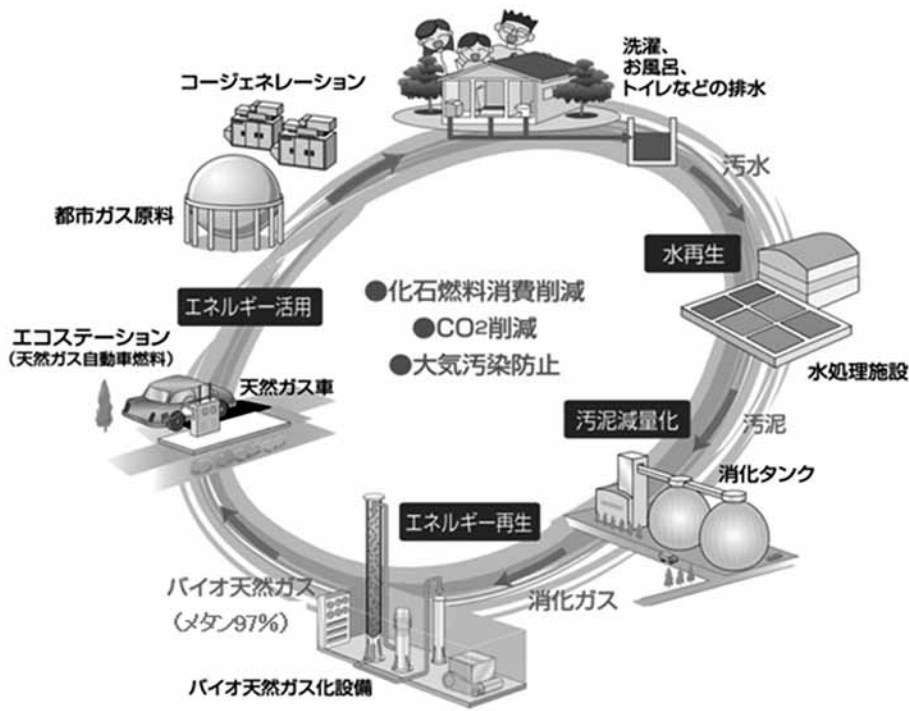 洗濯、
お風呂、
トイレなどの排水
コージェネレーション
汚水
都市ガス原料
水再生
●化石燃料消費削減
エネルギー活用
●CO2削減
エコステーション
(天然ガス自動車燃料)
●大気汚染防止
水処理施設
天然ガス車
汚泥減量化
汚泥
消化タンク
エネルギー再生
バイオ天然ガス
(メタン97%)
消化ガス
バイオ天然ガス化設備